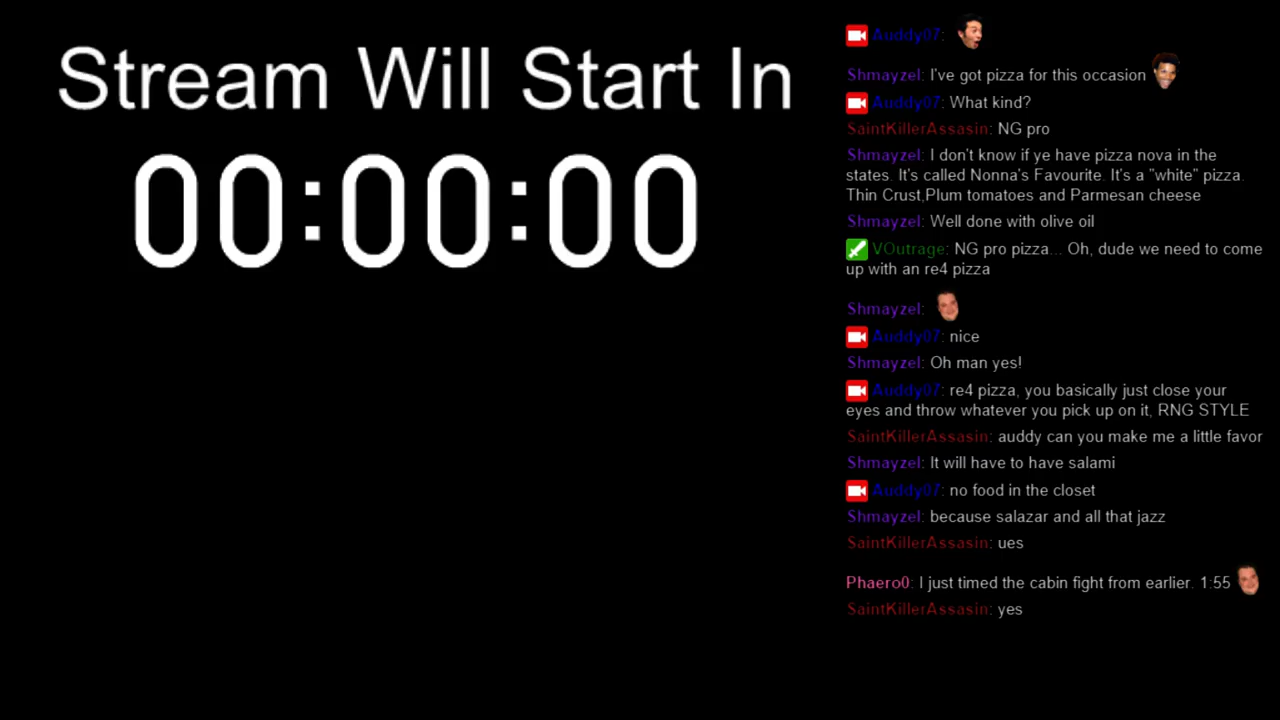 Stream Will Start In
00:00:00
Auddy07:
Shmayzel: I've got pizza for this occasion
Auddy07: What kind?
SaintKillerAssasin: NG pro
Shmayzel: I don't know if ye have pizza nova in the
states. It's called Nonna's Favourite. It's a "white" pizza.
Thin Crust,Plum tomatoes and Parmesan cheese
Shmayzel: Well done with olive oil
VOutrage: NG pro pizza... Oh, dude we need to come
up with an re4 pizza
Shmayzel:
Auddy07: nice
Shmayzel: Oh man yes!
Auddy07: re4 pizza, you basically just close your
eyes and throw whatever you pick up on it, RNG STYLE
SaintKillerAssasin: auddy can you make me a little favor
Shmayzel: It will have to have salami
Auddy07: no food in the closet
Shmayzel: because salazar and all that jazz
SaintKillerAssasin: ues
Phaero0: I just timed the cabin fight from earlier. 1:55
SaintKillerAssasin: yes